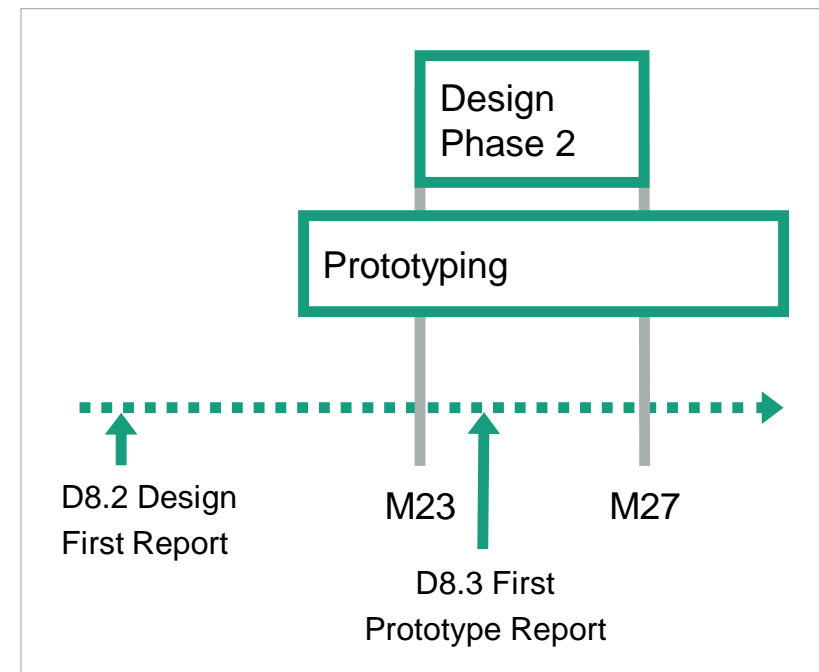 Design
Phase 2
Prototyping
D8.2 Design
First Report
M23
M27
D8.3 First
Prototype Report